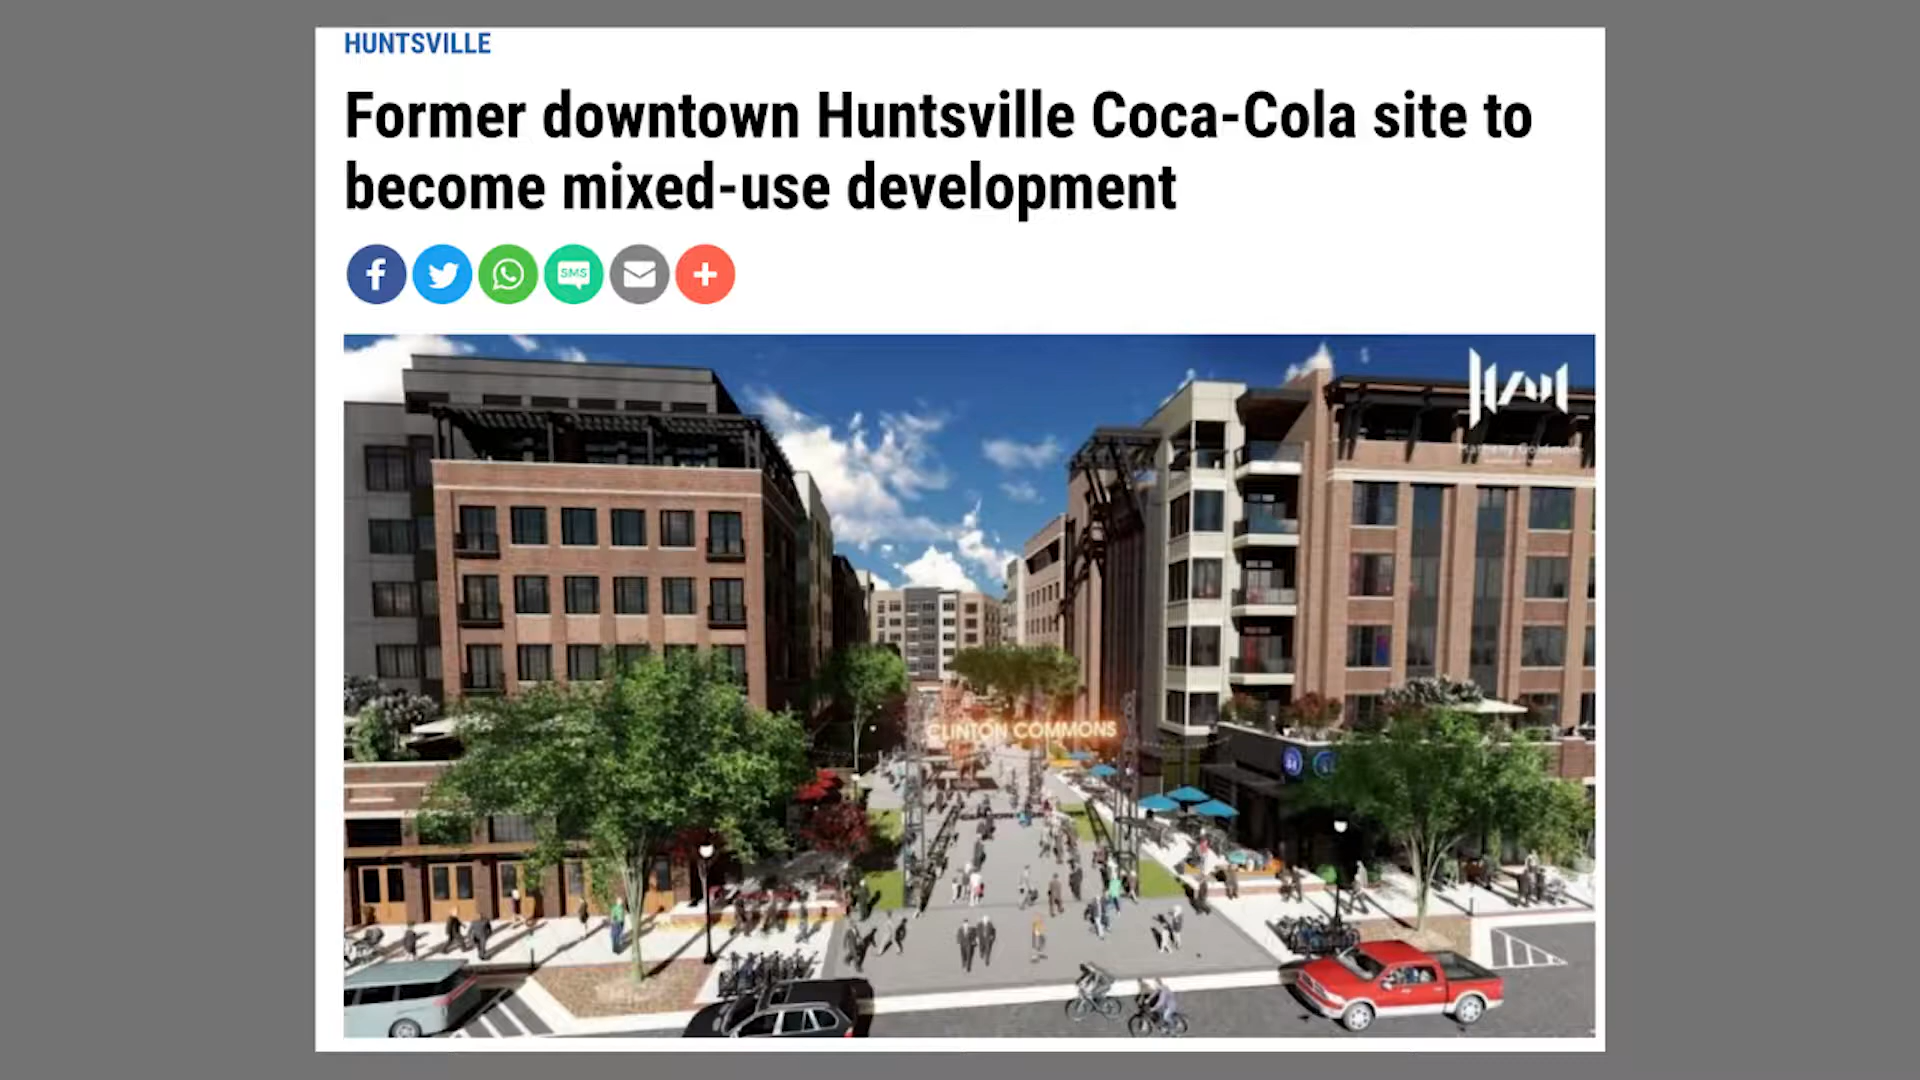 HUNTSVILLE
Former downtown Huntsville Coca-Cola site to
become mixed-use development
SMS
CLINTON COMMONS